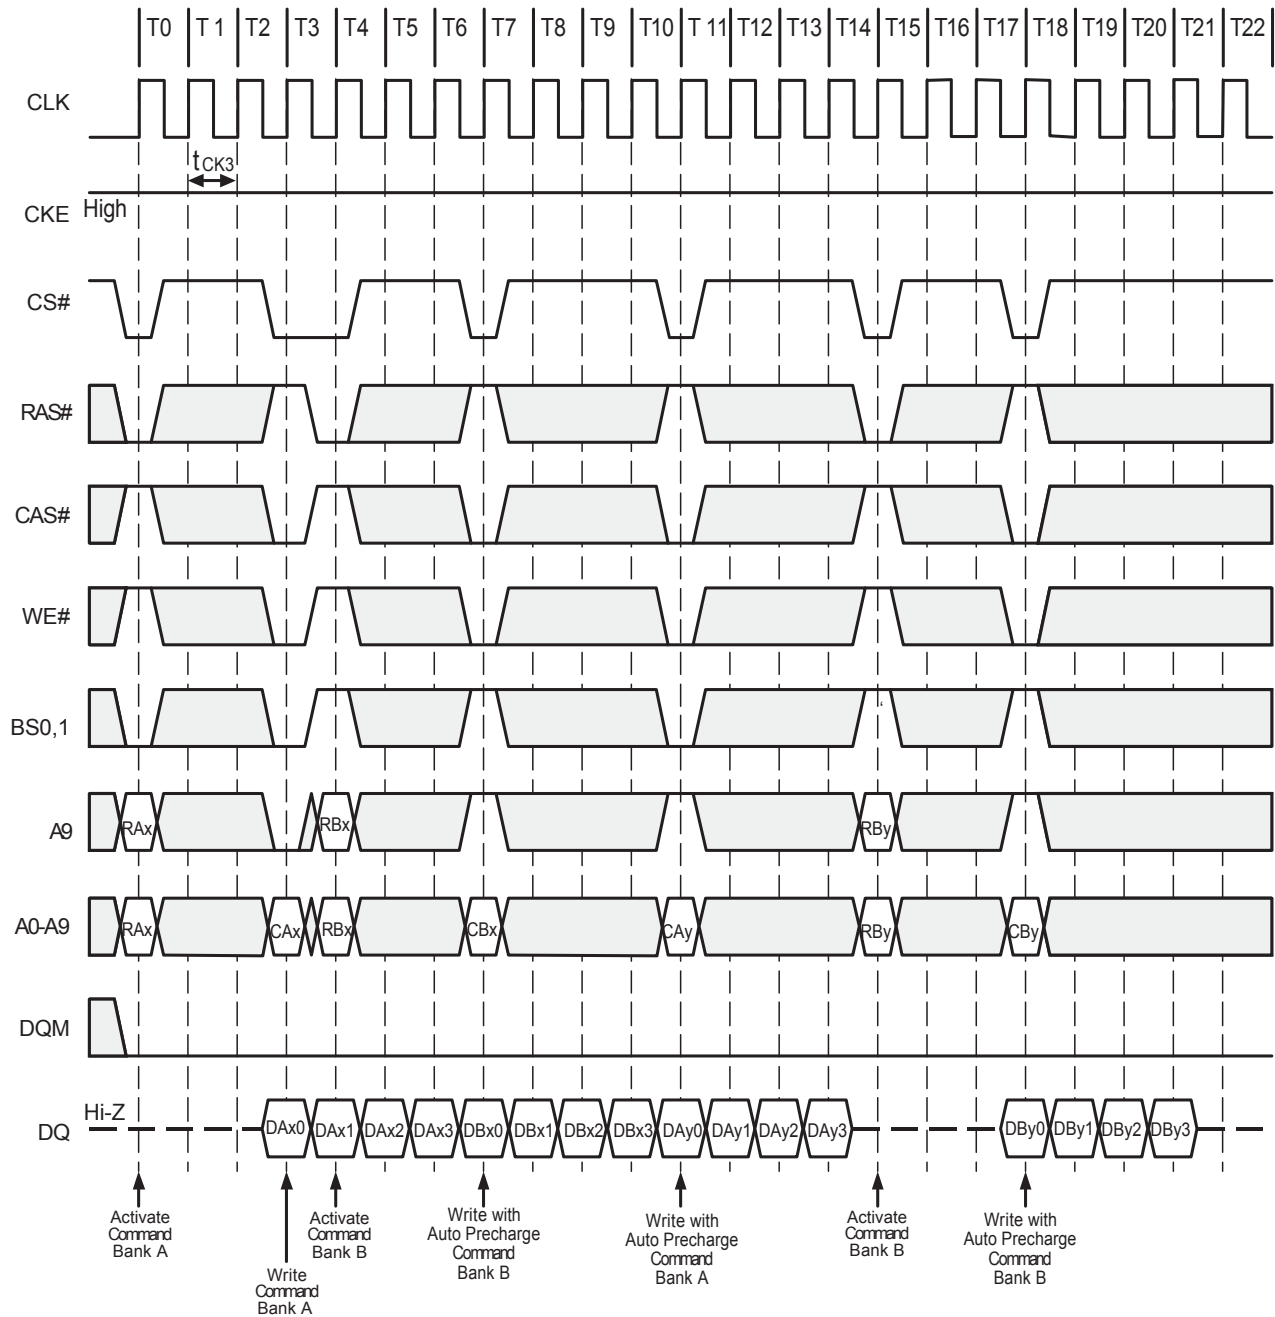 T0 T 1 T2 T3 T4 T5 T6 T7 T8 T9 T10 T 11 T12 T13 T14 T15 T16 T17 T18 T19 T20 T21 T22
CLK
tCK3
CKE High
CS#
RAS#
CAS#
WE#
BS0,1
A9 RAx RBx RBy
A0-A9 RAx CAx RBx CBx CAy RBy CBy
DQM
Hi-Z
DQ DAx0 DAx1 DAx2 DAx3 DBx0 DBx1 DBx2 DBx3 DAy0 DAy1 DAy2 DAy3 DBy0 DBy1 DBy2 DBy3
Activate
Command
Bank A
Write
Command
Bank A
Activate
Command
Bank B
Write with
Auto Precharge
Command
Bank B
Write with
Auto Precharge
Command
Bank A
Activate
Command
Bank B
Write with
Auto Precharge
Command
Bank B